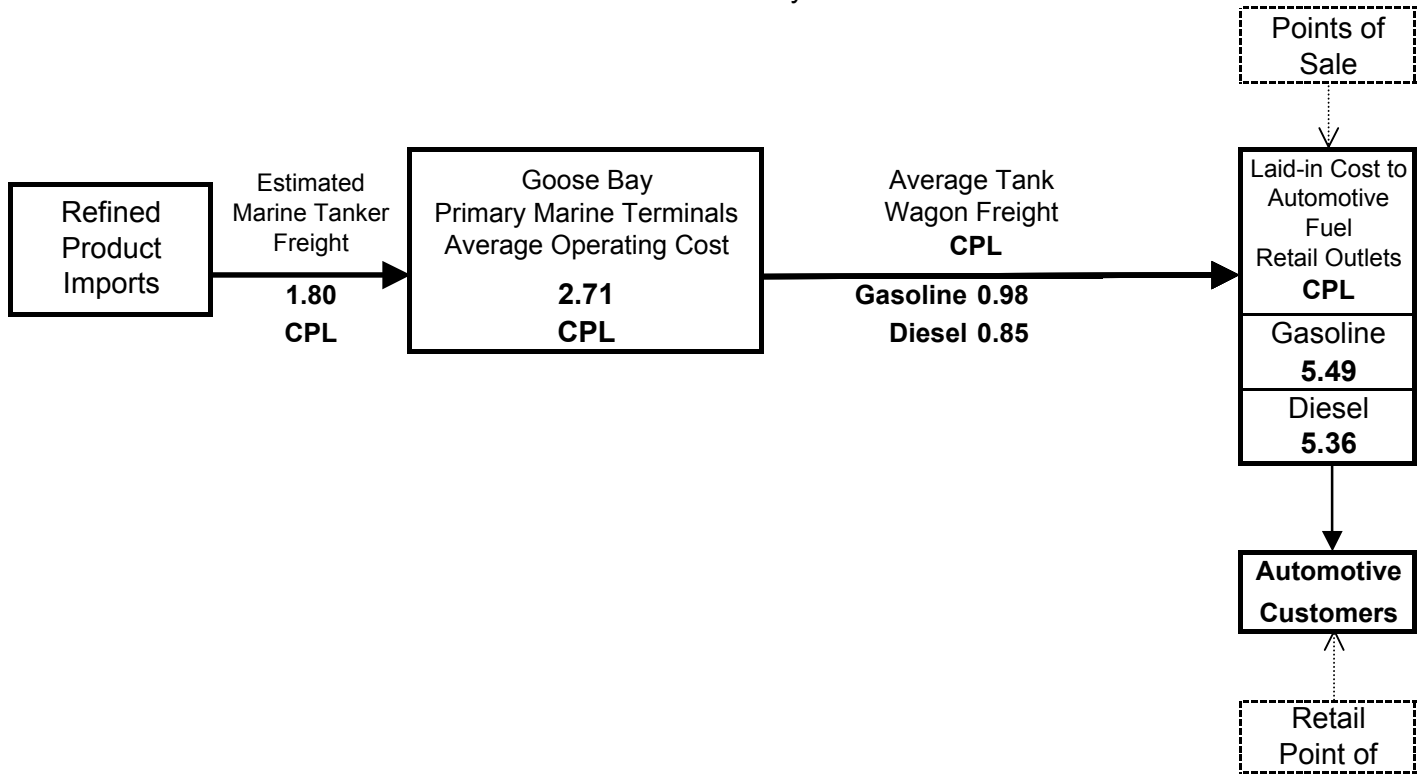 Points of
Sale
Refined
Product
Imports
Estimated
Marine Tanker
Freight
1.80
CPL
Goose Bay
Primary Marine Terminals
Average Operating Cost
2.71
CPL
Average Tank
Wagon Freight
CPL
Gasoline 0.98
Diesel 0.85
Laid-in Cost to
Automotive
Fuel
Retail Outlets
CPL
Gasoline
5.49
Diesel
5.36
Automotive
Customers
Retail
Point of